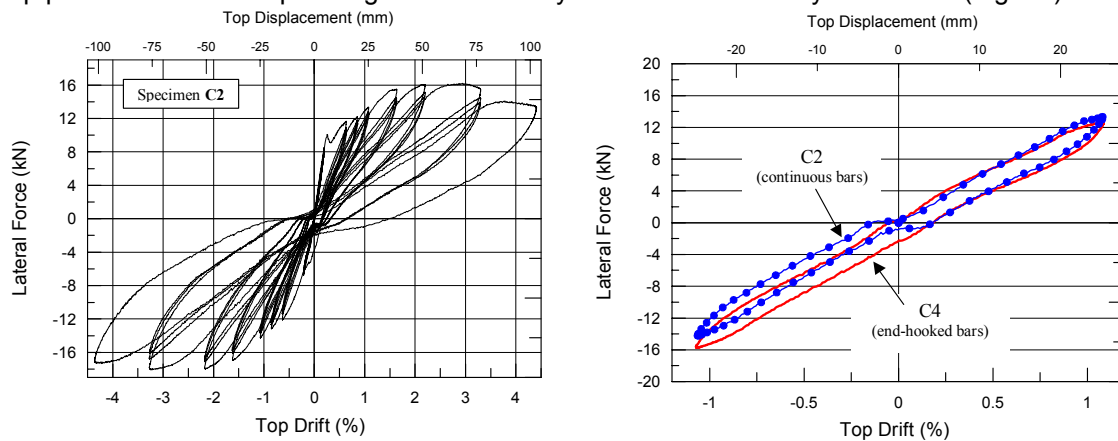 Top Displacement (mm)
-100 -75 -50 -25 0 25 50 75 100
Specimen C2
16
12
8
4
0
-4
-8
-12
-16
Lateral Force (kN)
-4 -3 -2 -1 0 1 2 3 4
Top Drift (%)
Top Displacement (mm)
-20 -10 0 10 20
20
16
12
8
4
0
-4
-8
-12
-16
-20
Lateral Force (kN)
C2
(continuous bars)
C4
(end-hooked bars)
-1 -0.5 0 0.5 1
Top Drift (%)